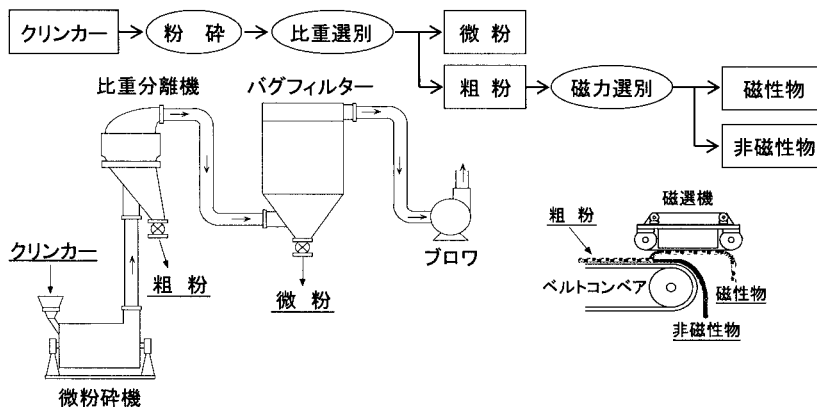 クリンカー
粉 砕
比重選別
微 粉
粗 粉
磁力選別
磁性物
非磁性物
比重分離機
バグフィルター
ブロワ
クリンカー
粗 粉
微 粉
微粉砕機
磁選機
粗 粉
ベルトコンベア
磁性物
非磁性物